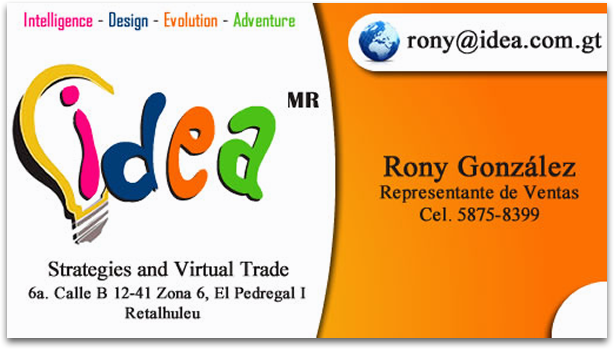 Intelligence - Design - Evolution - Adventure
idea MR
Strategies and Virtual Trade
6a. Calle B 12-41 Zona 6, El Pedregal I
Retalhuleu
rony@idea.com.gt
Rony González
Representante de Ventas
Cel. 5875-8399